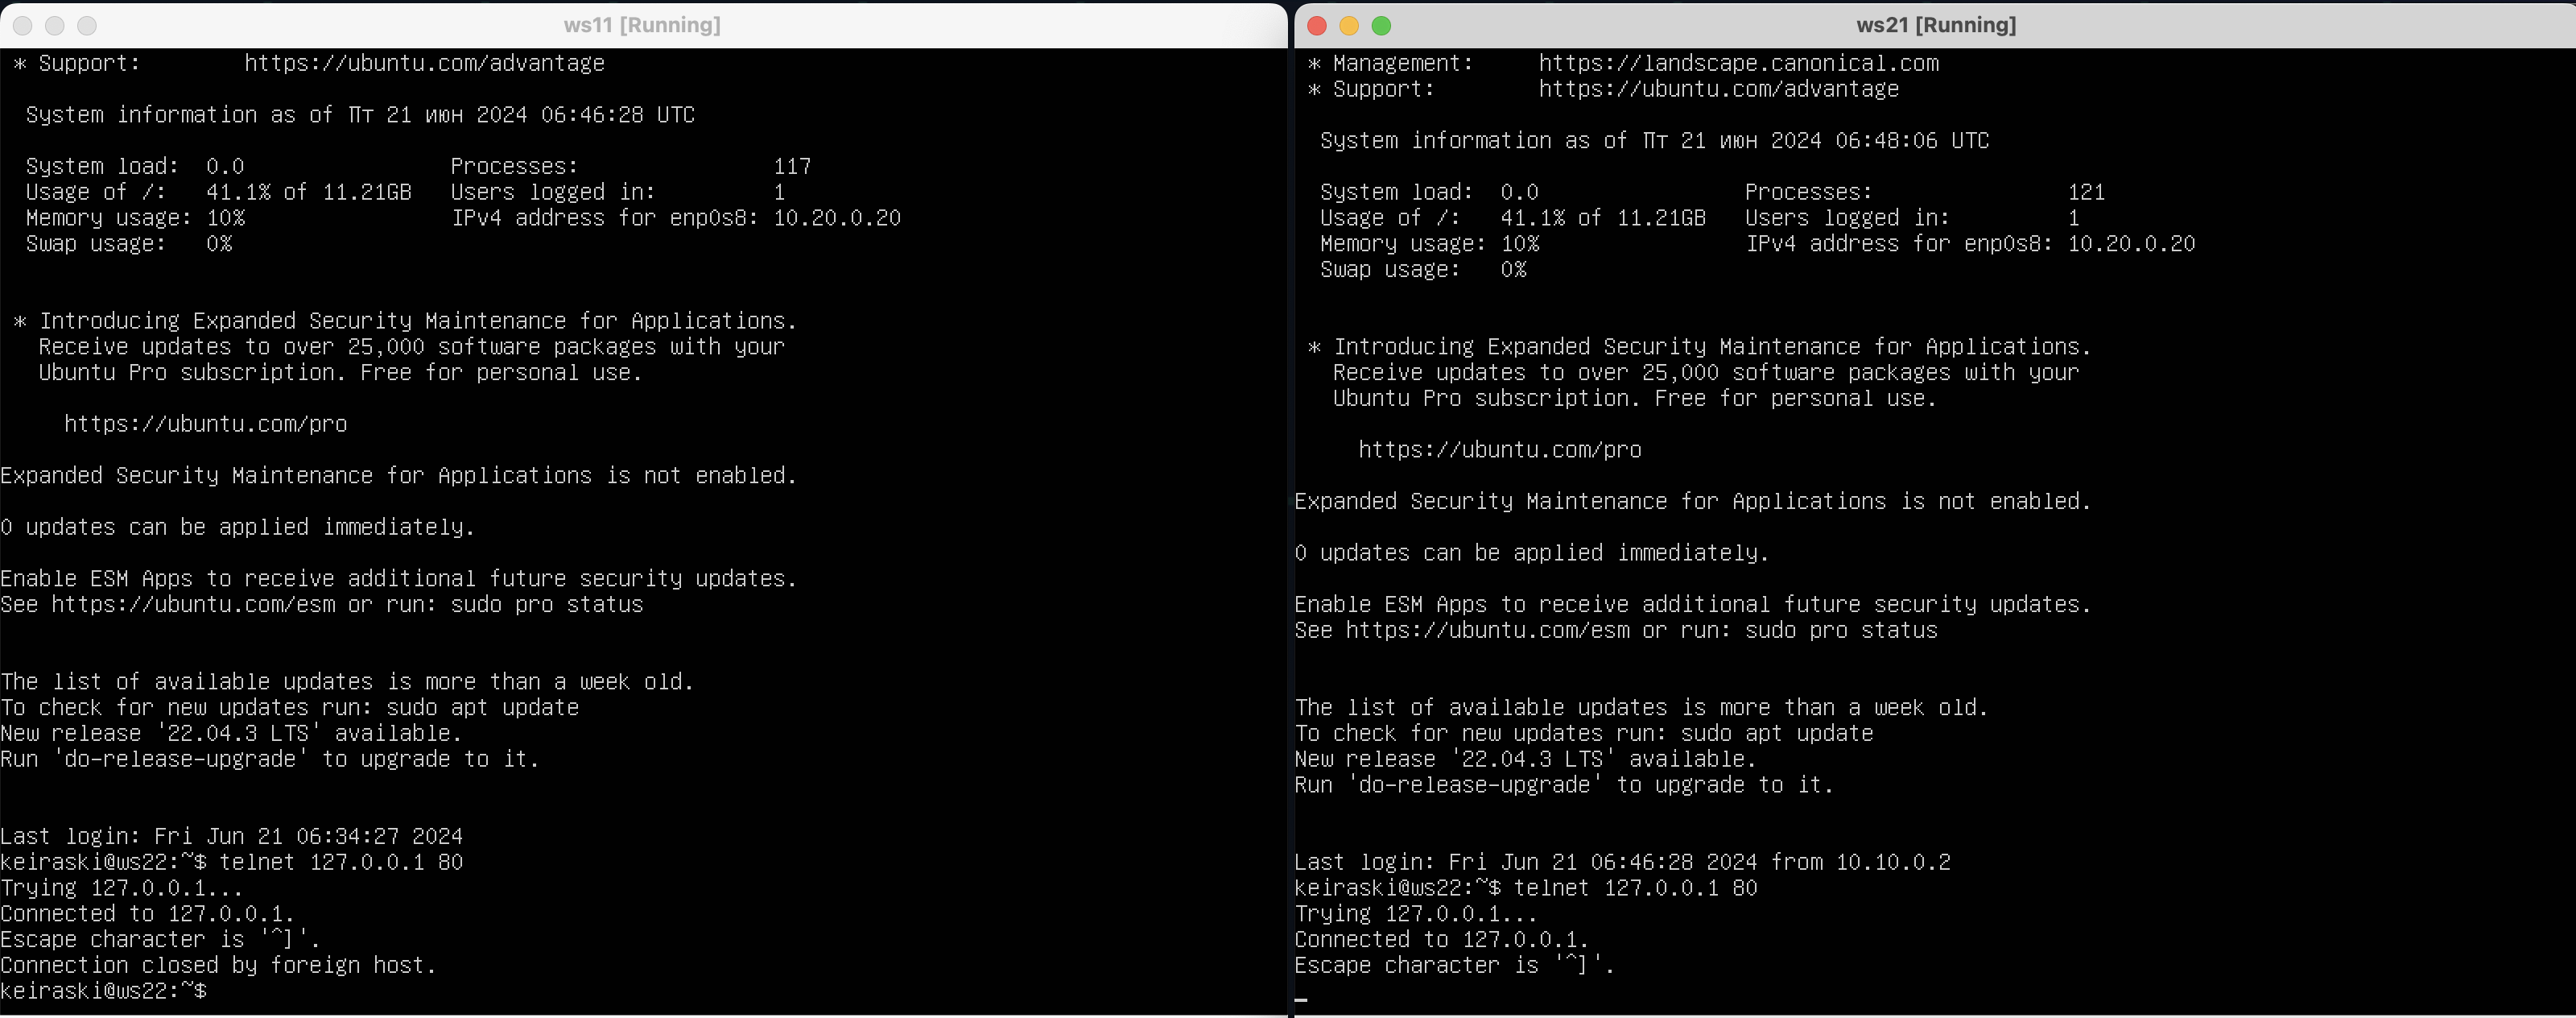 ws11 [Running]
* Support:        https://ubuntu.com/advantage
System information as of Пт 21 июн 2024 06:46:28 UTC
System load:  0.0                Processes:               117
Usage of /:   41.1% of 11.21GB   Users logged in:         1
Memory usage: 10%                IPv4 address for enp0s8: 10.20.0.20
Swap usage:   0%
* Introducing Expanded Security Maintenance for Applications.
Receive updates to over 25,000 software packages with your
Ubuntu Pro subscription. Free for personal use.
https://ubuntu.com/pro
Expanded Security Maintenance for Applications is not enabled.
0 updates can be applied immediately.
Enable ESM Apps to receive additional future security updates.
See https://ubuntu.com/esm or run: sudo pro status
The list of available updates is more than a week old.
To check for new updates run: sudo apt update
New release '22.04.3 LTS' available.
Run 'do-release-upgrade' to upgrade to it.
Last login: Fri Jun 21 06:34:27 2024
keiraski@ws22:~$ telnet 127.0.0.1 80
Trying 127.0.0.1...
Connected to 127.0.0.1.
Escape character is '^]'.
Connection closed by foreign host.
keiraski@ws22:~$
ws21 [Running]
* Management:     https://landscape.canonical.com
* Support:        https://ubuntu.com/advantage
System information as of Пт 21 июн 2024 06:48:06 UTC
System load:  0.0                Processes:               121
Usage of /:   41.1% of 11.21GB   Users logged in:         1
Memory usage: 10%                IPv4 address for enp0s8: 10.20.0.20
Swap usage:   0%
* Introducing Expanded Security Maintenance for Applications.
Receive updates to over 25,000 software packages with your
Ubuntu Pro subscription. Free for personal use.
https://ubuntu.com/pro
Expanded Security Maintenance for Applications is not enabled.
0 updates can be applied immediately.
Enable ESM Apps to receive additional future security updates.
See https://ubuntu.com/esm or run: sudo pro status
The list of available updates is more than a week old.
To check for new updates run: sudo apt update
New release '22.04.3 LTS' available.
Run 'do-release-upgrade' to upgrade to it.
Last login: Fri Jun 21 06:46:28 2024 from 10.10.0.2
keiraski@ws22:~$ telnet 127.0.0.1 80
Trying 127.0.0.1...
Connected to 127.0.0.1.
Escape character is '^]'.